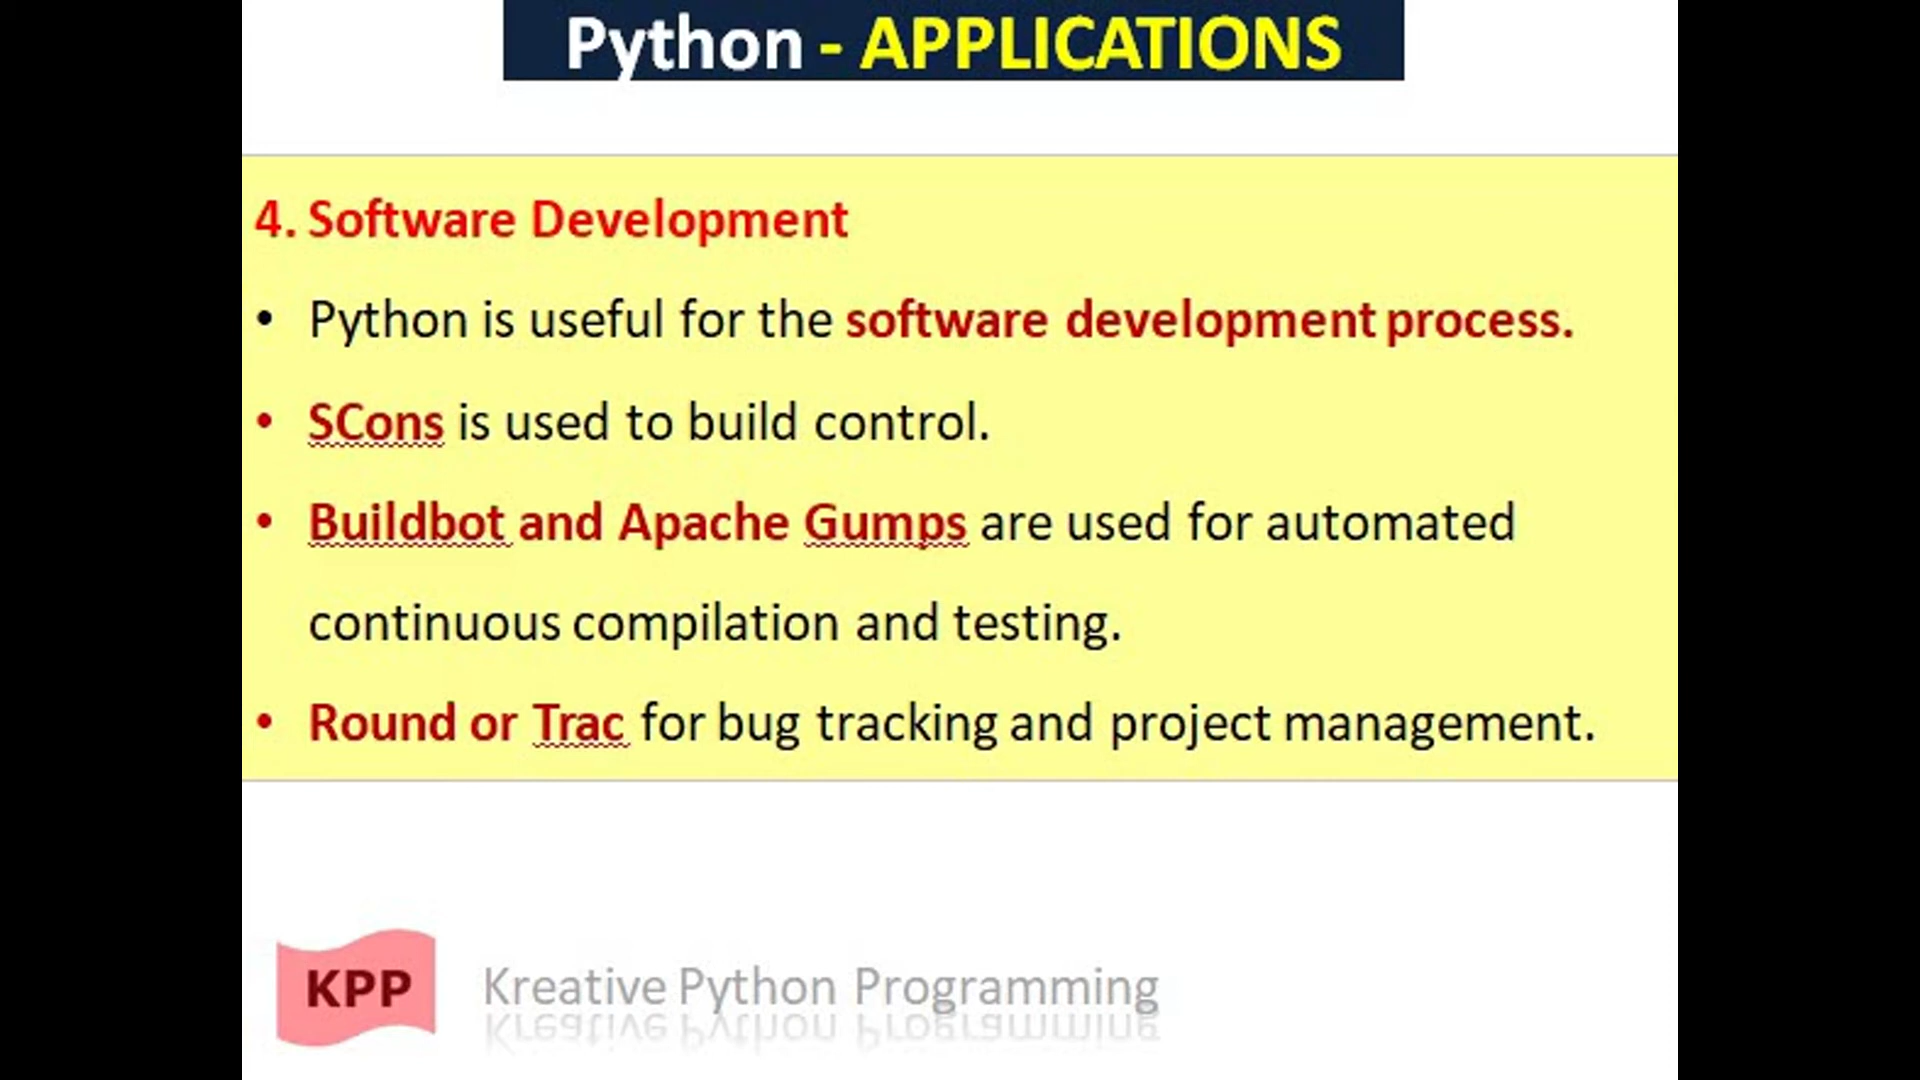 Python - APPLICATIONS
4. Software Development
• Python is useful for the software development process.
• SCons is used to build control.
• Buildbot and Apache Gumps are used for automated
continuous compilation and testing.
• Round or Trac for bug tracking and project management.
KPP
Kreative Python Programming